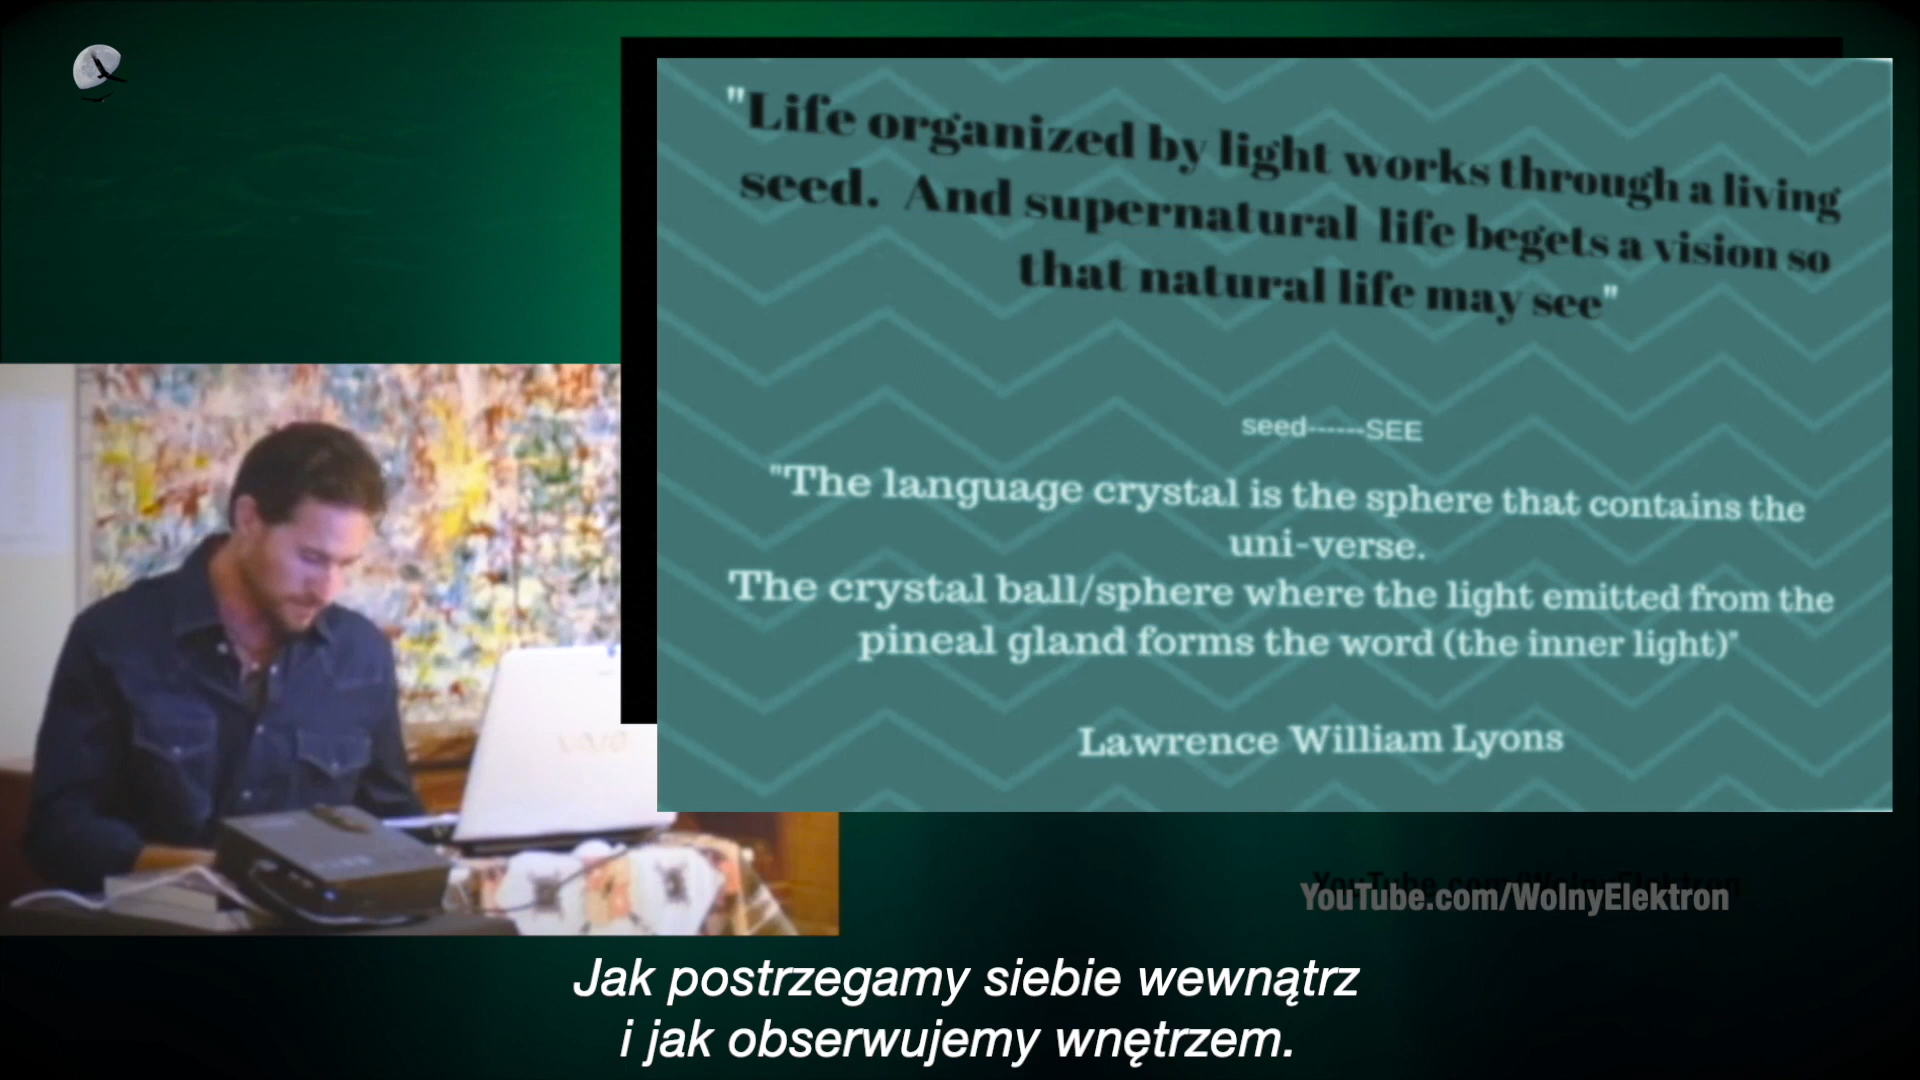 "Life organized by light works through a living
seed. And supernatural life begets a vision so
that natural life may see"
seed------SEE
"The language crystal is the sphere that contains the
uni-verse.
The crystal ball/sphere where the light emitted from the
pineal gland forms the word (the inner light)"
Lawrence William Lyons
VAIO
YouTube.com/WolnyElektron
Jak postrzegamy siebie wewnątrz
i jak obserwujemy wnętrzem.